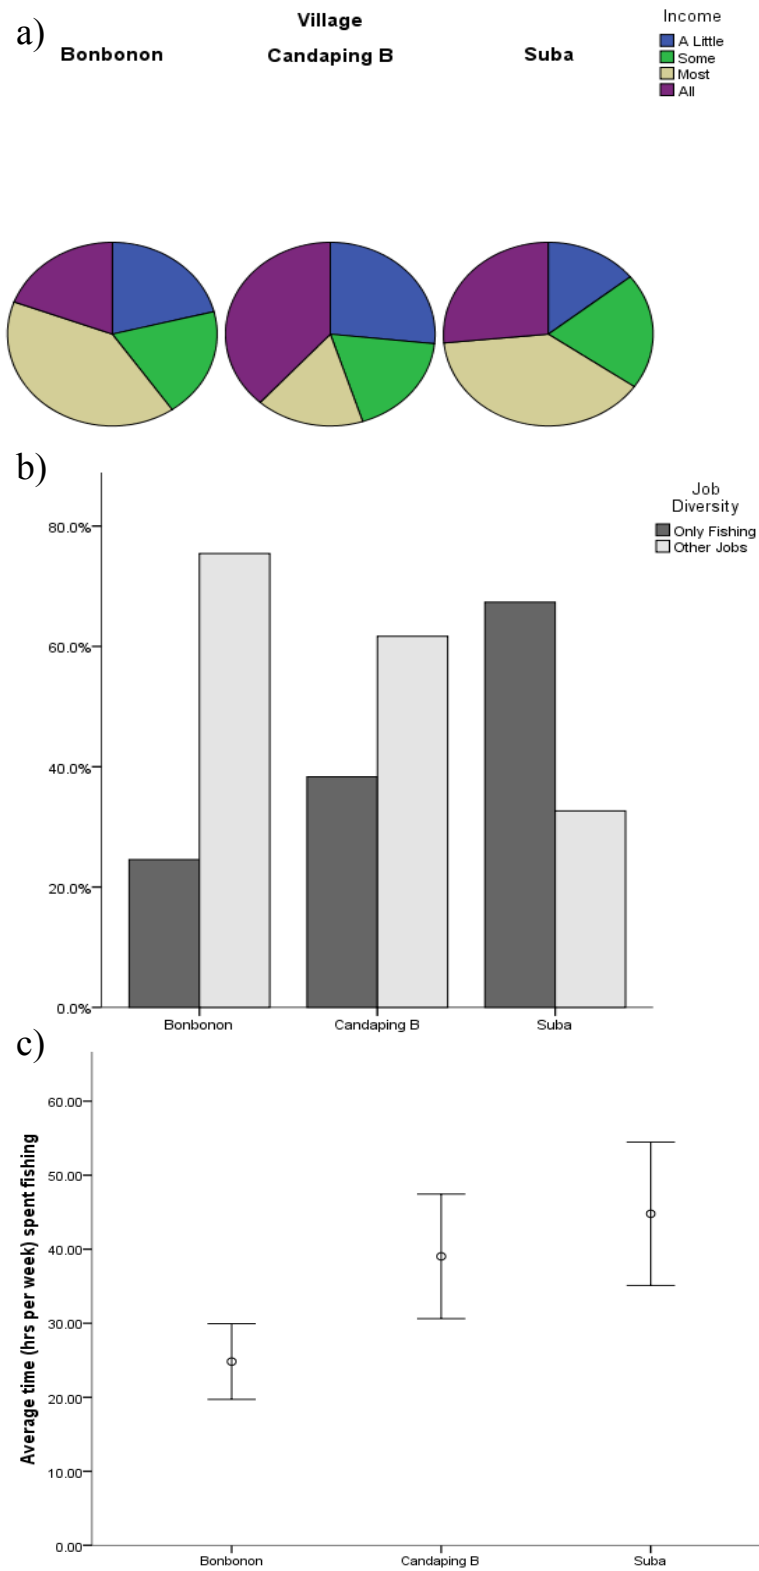 a)
Village
Bonbonon
Candaping B
Suba
Income
A Little
Some
Most
All
b)
Job
Diversity
Only Fishing
Other Jobs
80.0%
60.0%
40.0%
20.0%
0.0%
Bonbonon
Candaping B
Suba
c)
Average time (hrs per week) spent fishing
60.00
50.00
40.00
30.00
20.00
10.00
0.00
Bonbonon
Candaping B
Suba